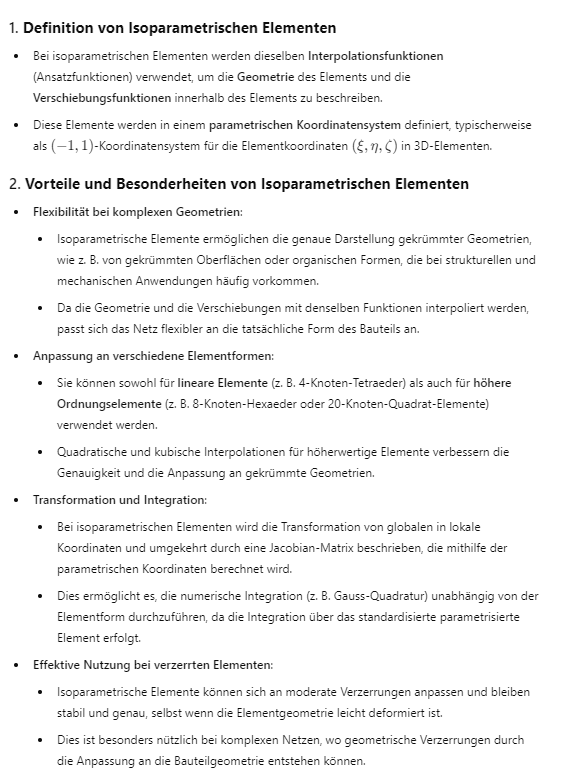 1. Definition von Isoparametrischen Elementen
• Bei isoparametrischen Elementen werden dieselben Interpolationsfunktionen
(Ansatzfunktionen) verwendet, um die Geometrie des Elements und die
Verschiebungsfunktionen innerhalb des Elements zu beschreiben.
• Diese Elemente werden in einem parametrischen Koordinatensystem definiert, typischerweise
als (−1, 1)-Koordinatensystem für die Elementkoordinaten (ξ, η, ζ) in 3D-Elementen.
2. Vorteile und Besonderheiten von Isoparametrischen Elementen
• Flexibilität bei komplexen Geometrien:
• Isoparametrische Elemente ermöglichen die genaue Darstellung gekrümmter Geometrien,
wie z. B. von gekrümmten Oberflächen oder organischen Formen, die bei strukturellen und
mechanischen Anwendungen häufig vorkommen.
• Da die Geometrie und die Verschiebungen mit denselben Funktionen interpoliert werden,
passt sich das Netz flexibler an die tatsächliche Form des Bauteils an.
• Anpassung an verschiedene Elementformen:
• Sie können sowohl für lineare Elemente (z. B. 4-Knoten-Tetraeder) als auch für höhere
Ordnungselemente (z. B. 8-Knoten-Hexaeder oder 20-Knoten-Quadrat-Elemente)
verwendet werden.
• Quadratische und kubische Interpolationen für höherwertige Elemente verbessern die
Genauigkeit und die Anpassung an gekrümmte Geometrien.
• Transformation und Integration:
• Bei isoparametrischen Elementen wird die Transformation von globalen in lokale
Koordinaten und umgekehrt durch eine Jacobian-Matrix beschrieben, die mithilfe der
parametrischen Koordinaten berechnet wird.
• Dies ermöglicht es, die numerische Integration (z. B. Gauss-Quadratur) unabhängig von der
Elementform durchzuführen, da die Integration über das standardisierte parametrisierte
Element erfolgt.
• Effektive Nutzung bei verzerrten Elementen:
• Isoparametrische Elemente können sich an moderate Verzerrungen anpassen und bleiben
stabil und genau, selbst wenn die Elementgeometrie leicht deformiert ist.
• Dies ist besonders nützlich bei komplexen Netzen, wo geometrische Verzerrungen durch
die Anpassung an die Bauteilgeometrie entstehen können.